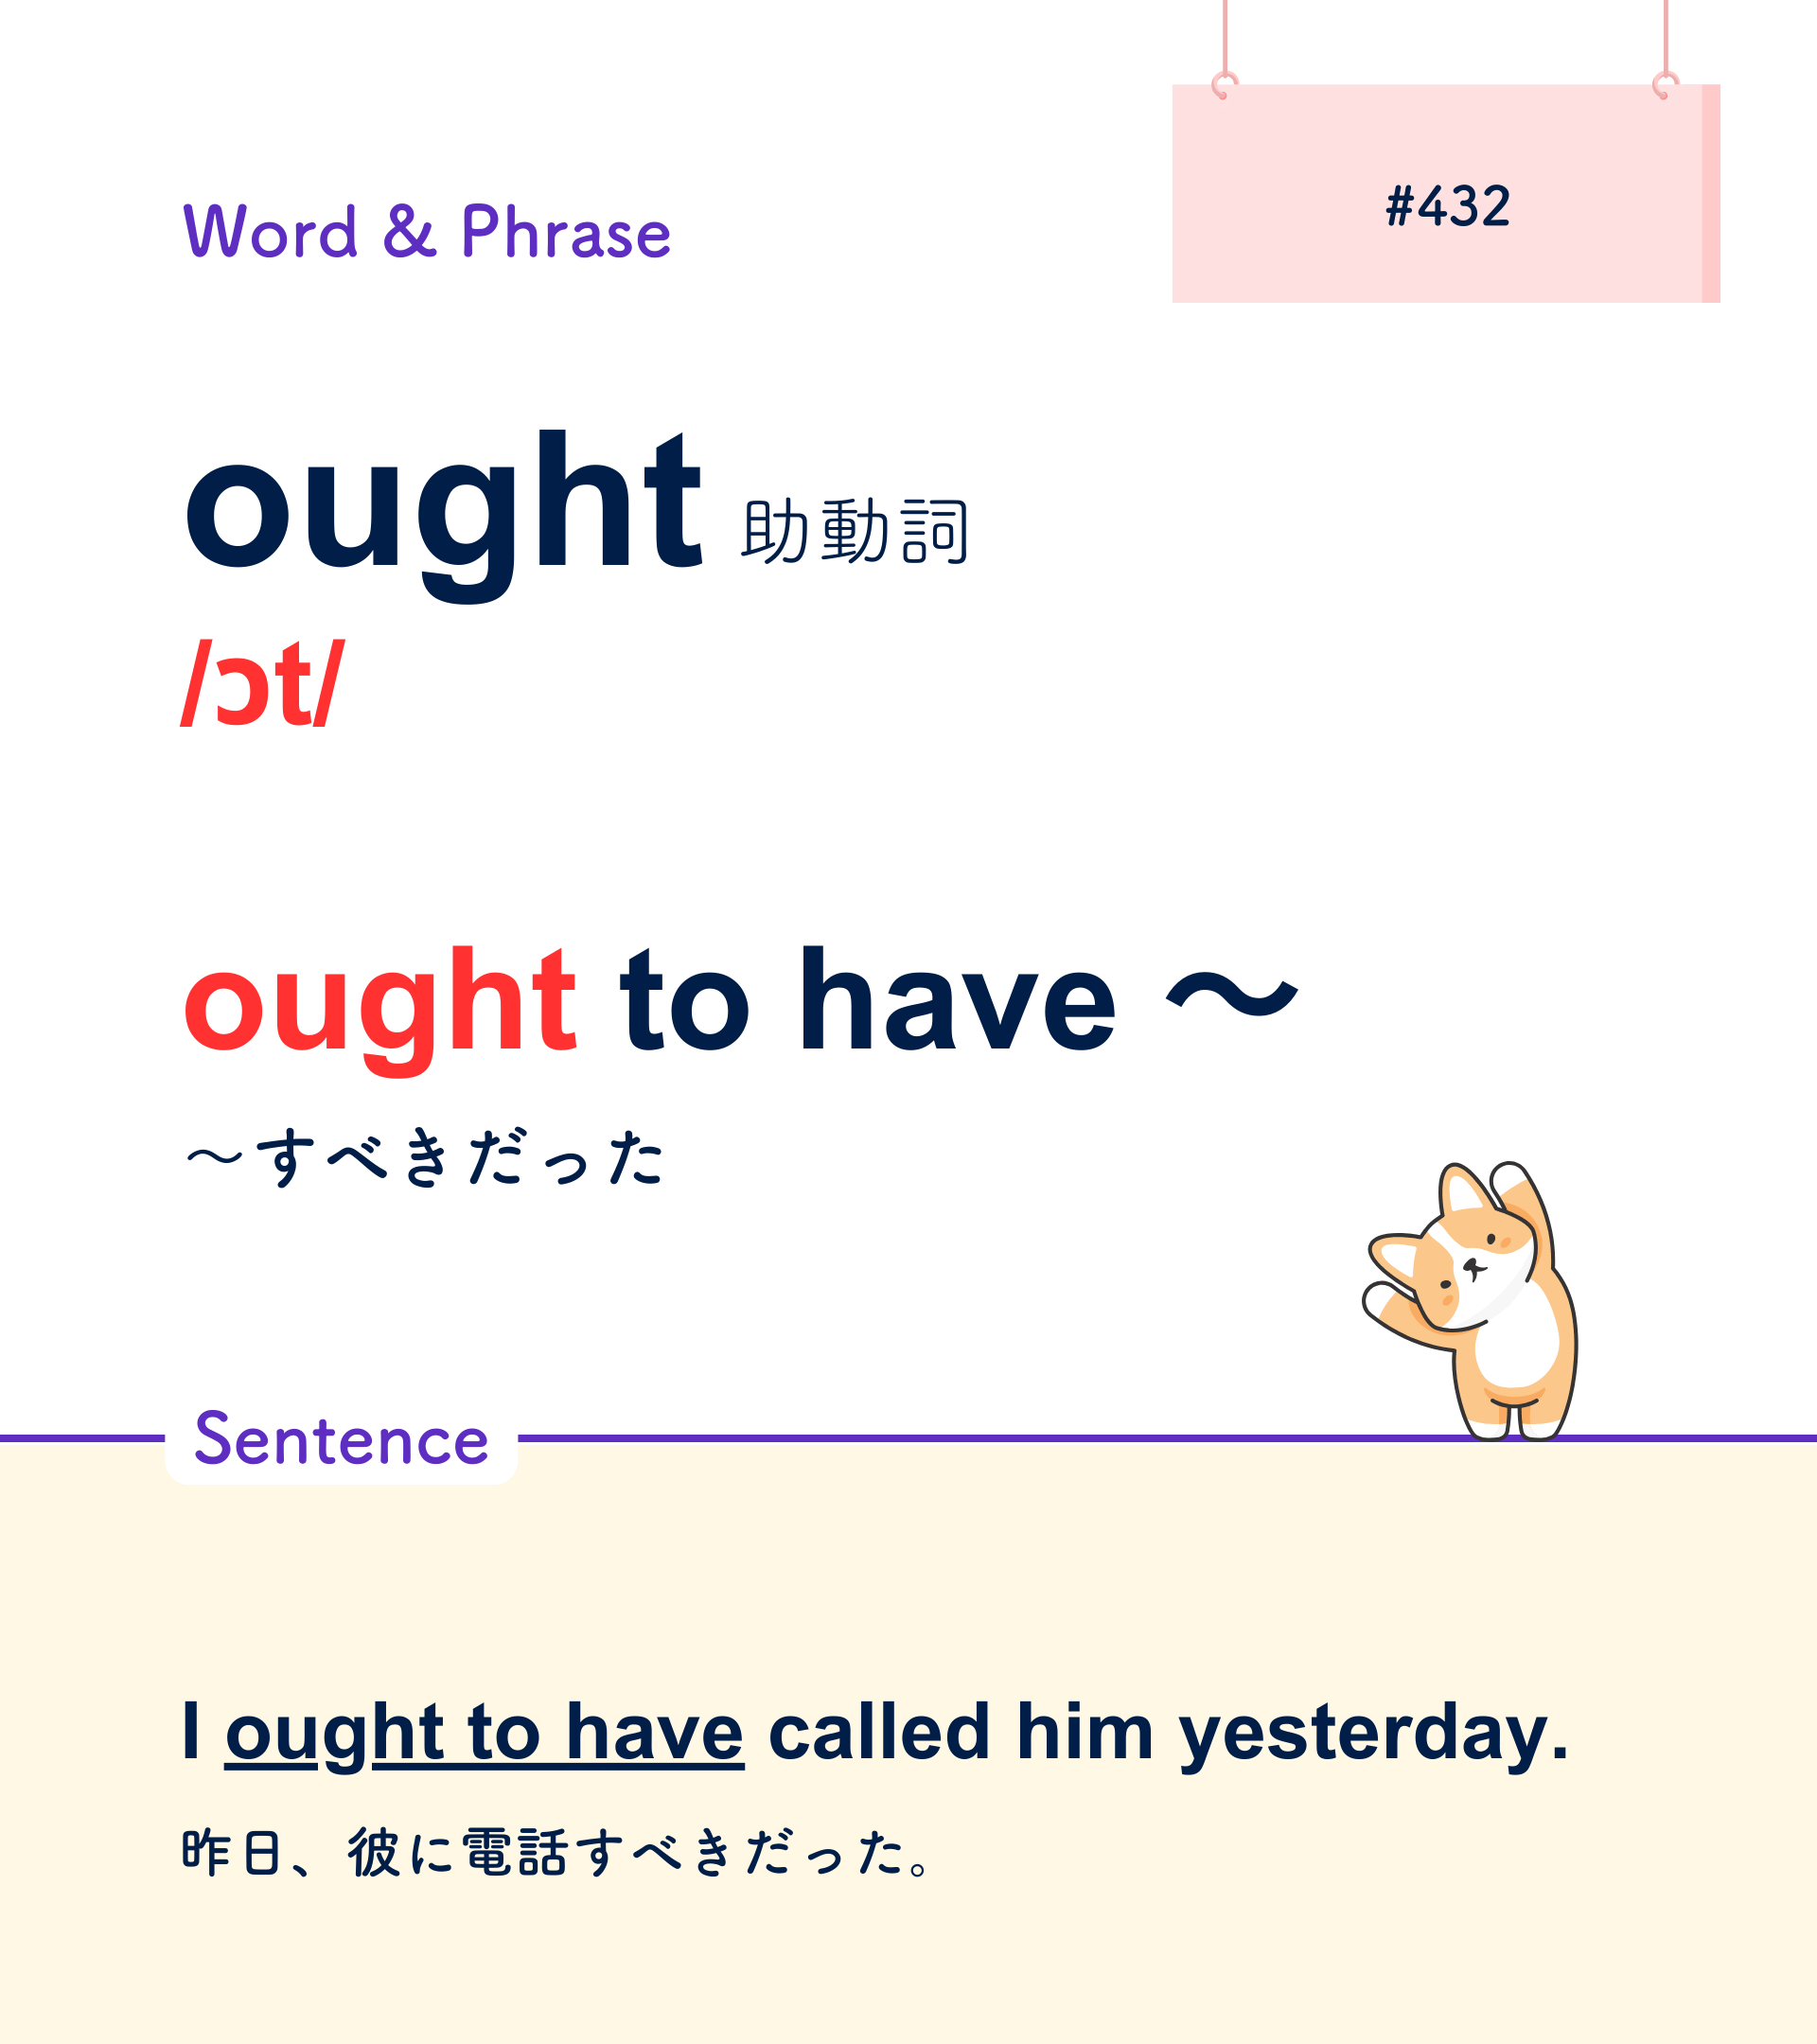 #432
Word & Phrase
ought 助動詞
/ɔt/
ought to have 〜
〜すべきだった
Sentence
I ought to have called him yesterday.
昨日、彼に電話すべきだった。